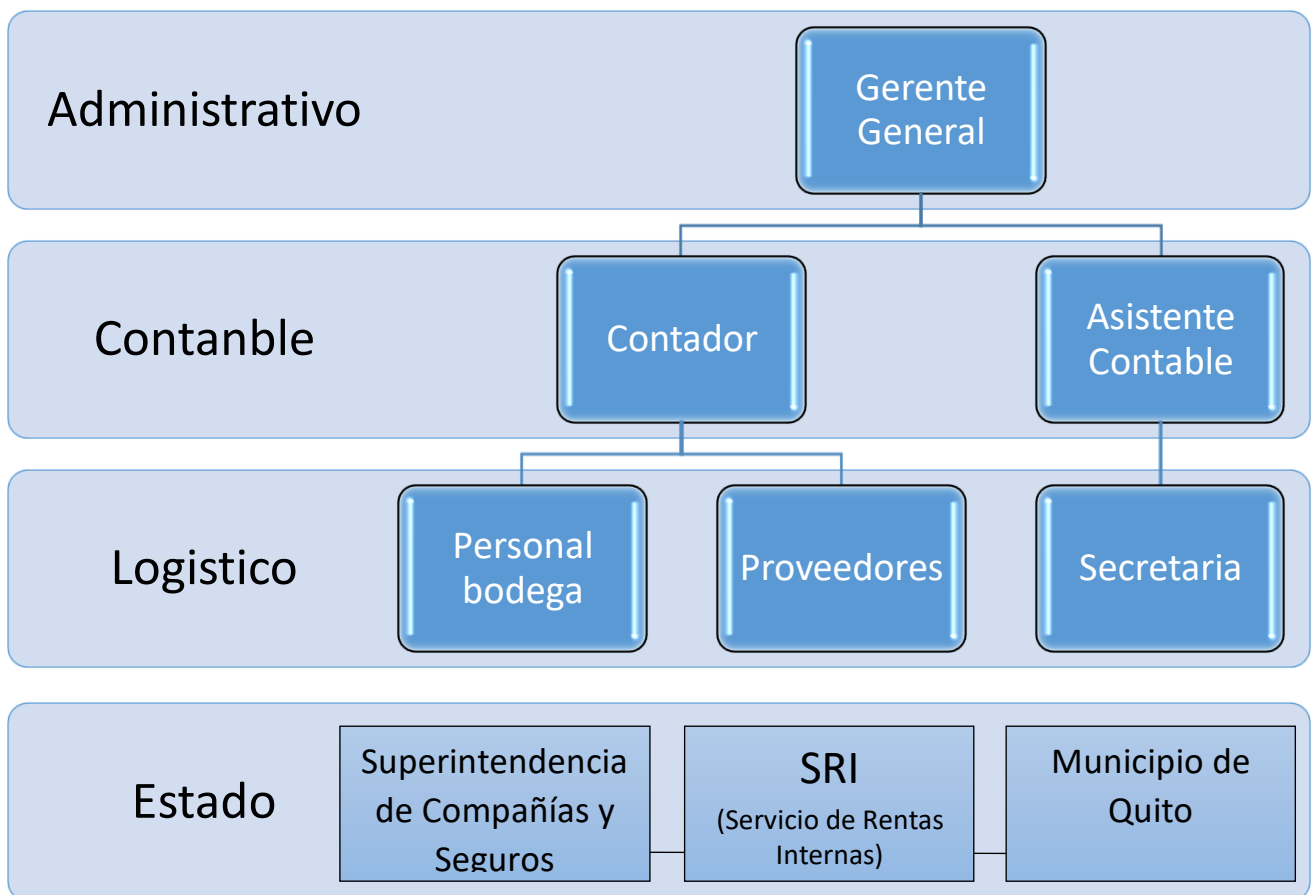 Administrativo
Gerente
General
Contanble
Contador
Asistente
Contable
Logistico
Personal
bodega
Proveedores
Secretaria
Estado
Superintendencia
de Compañías y
Seguros
SRI
(Servicio de Rentas
Internas)
Municipio de
Quito